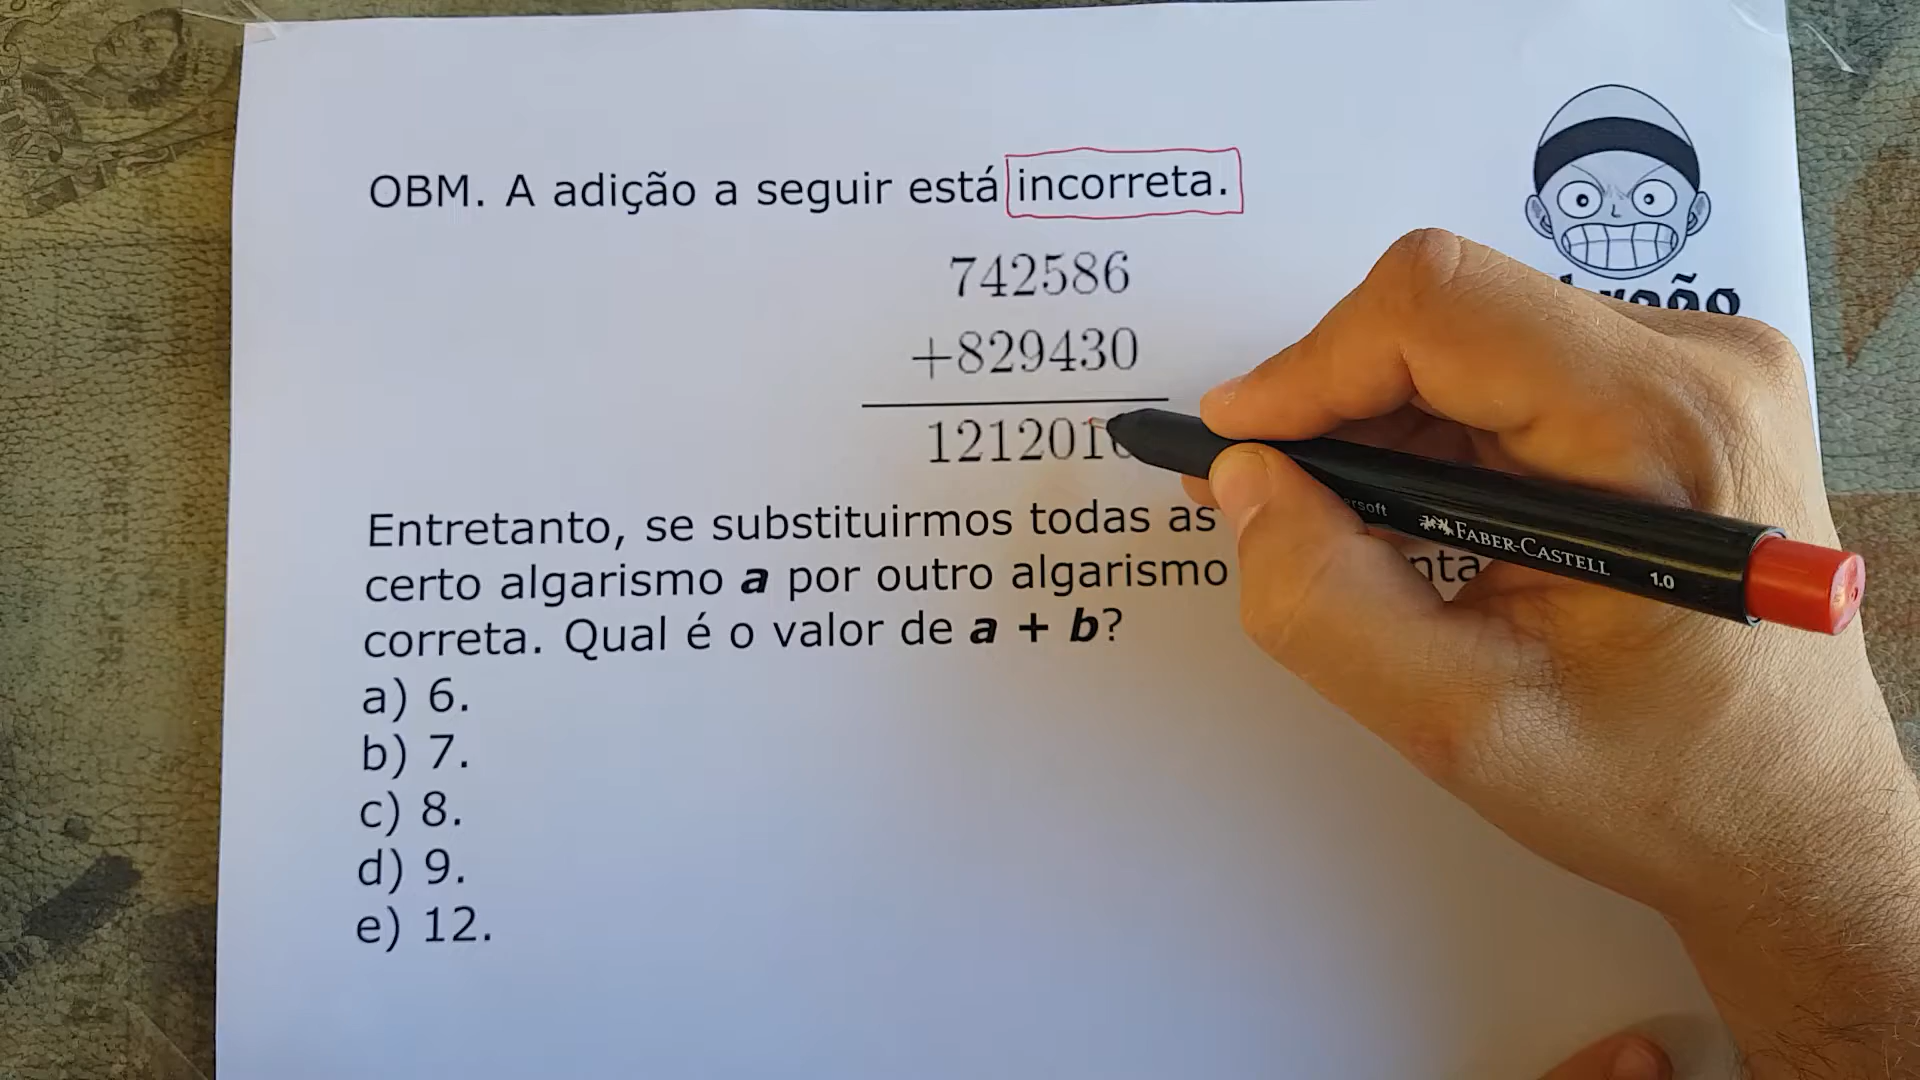 OBM. A adição a seguir está incorreta.
742586
+829430
121201
Entretanto, se substituirmos todas as
certo algarismo a por outro algarismo
correta. Qual é o valor de a + b?
a) 6.
b) 7.
c) 8.
d) 9.
e) 12.
FABER-CASTELL 1.0